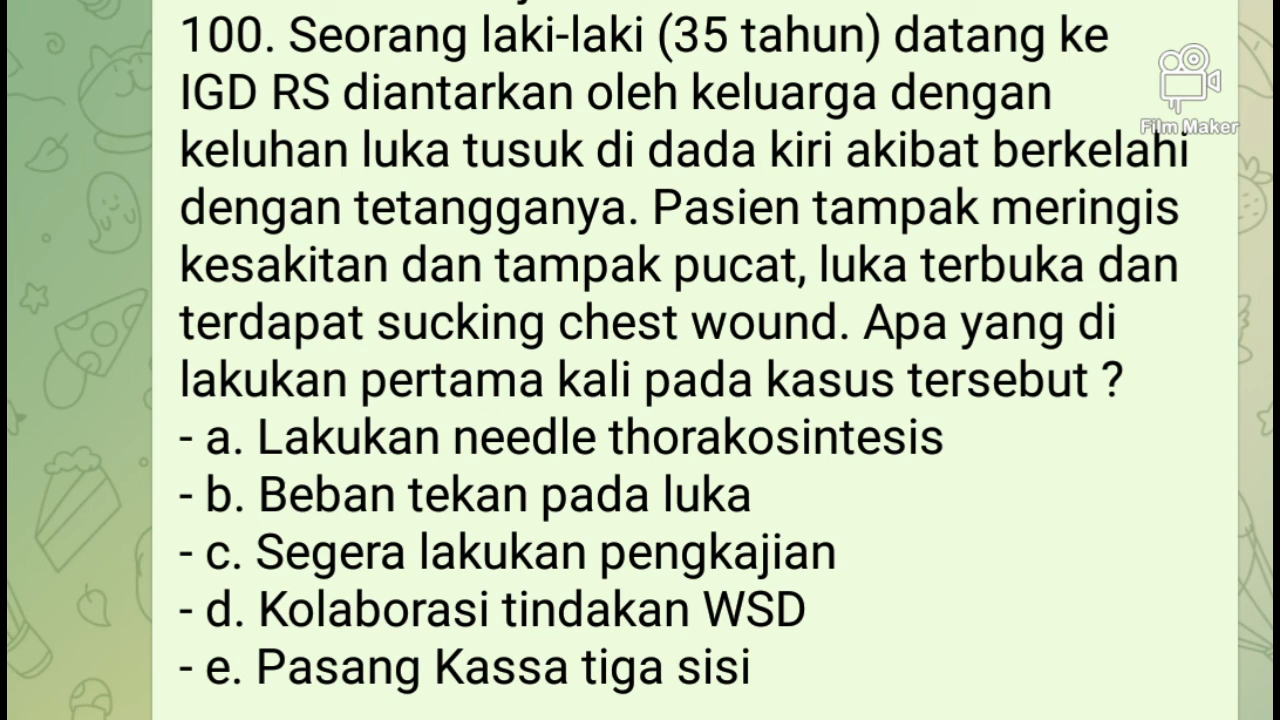 100. Seorang laki-laki (35 tahun) datang ke
IGD RS diantarkan oleh keluarga dengan
keluhan luka tusuk di dada kiri akibat berkelahi
dengan tetangganya. Pasien tampak meringis
kesakitan dan tampak pucat, luka terbuka dan
terdapat sucking chest wound. Apa yang di
lakukan pertama kali pada kasus tersebut ?
- a. Lakukan needle thorakosintesis
- b. Beban tekan pada luka
- c. Segera lakukan pengkajian
- d. Kolaborasi tindakan WSD
- e. Pasang Kassa tiga sisi
Film Maker